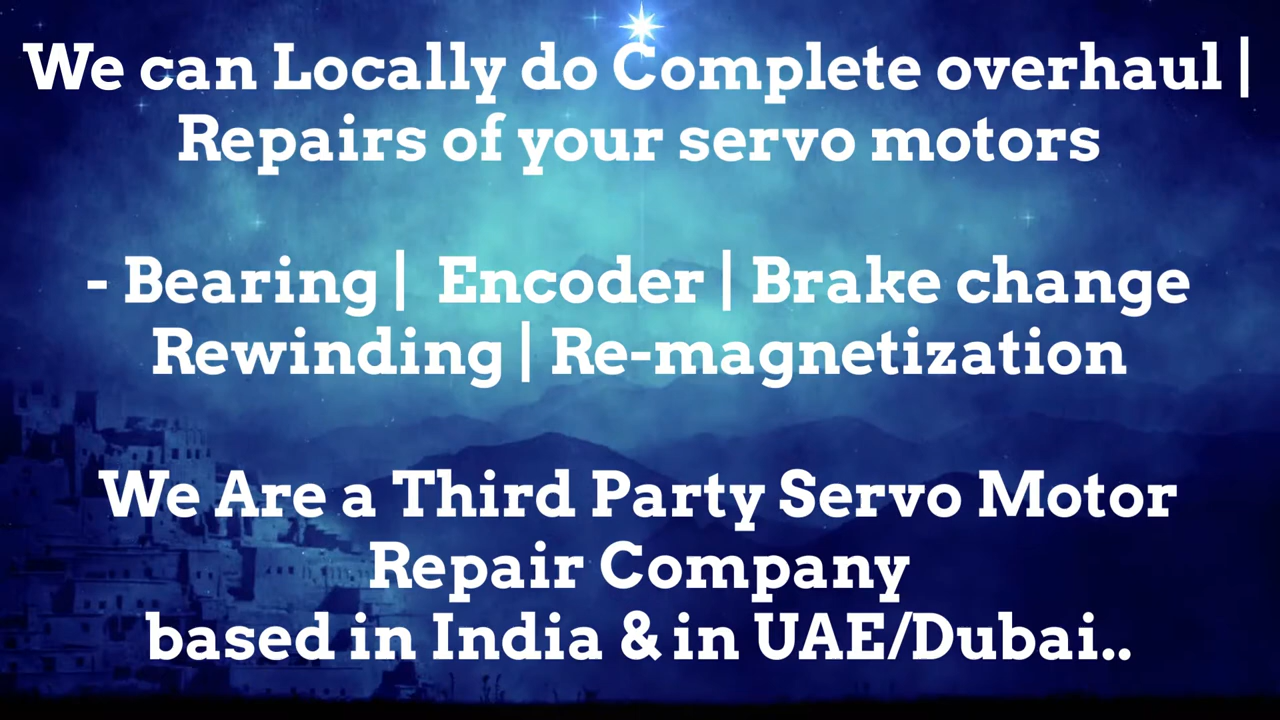 We can Locally do Complete overhaul |
Repairs of your servo motors
- Bearing | Encoder | Brake change
Rewinding | Re-magnetization
We Are a Third Party Servo Motor
Repair Company
based in India & in UAE/Dubai..